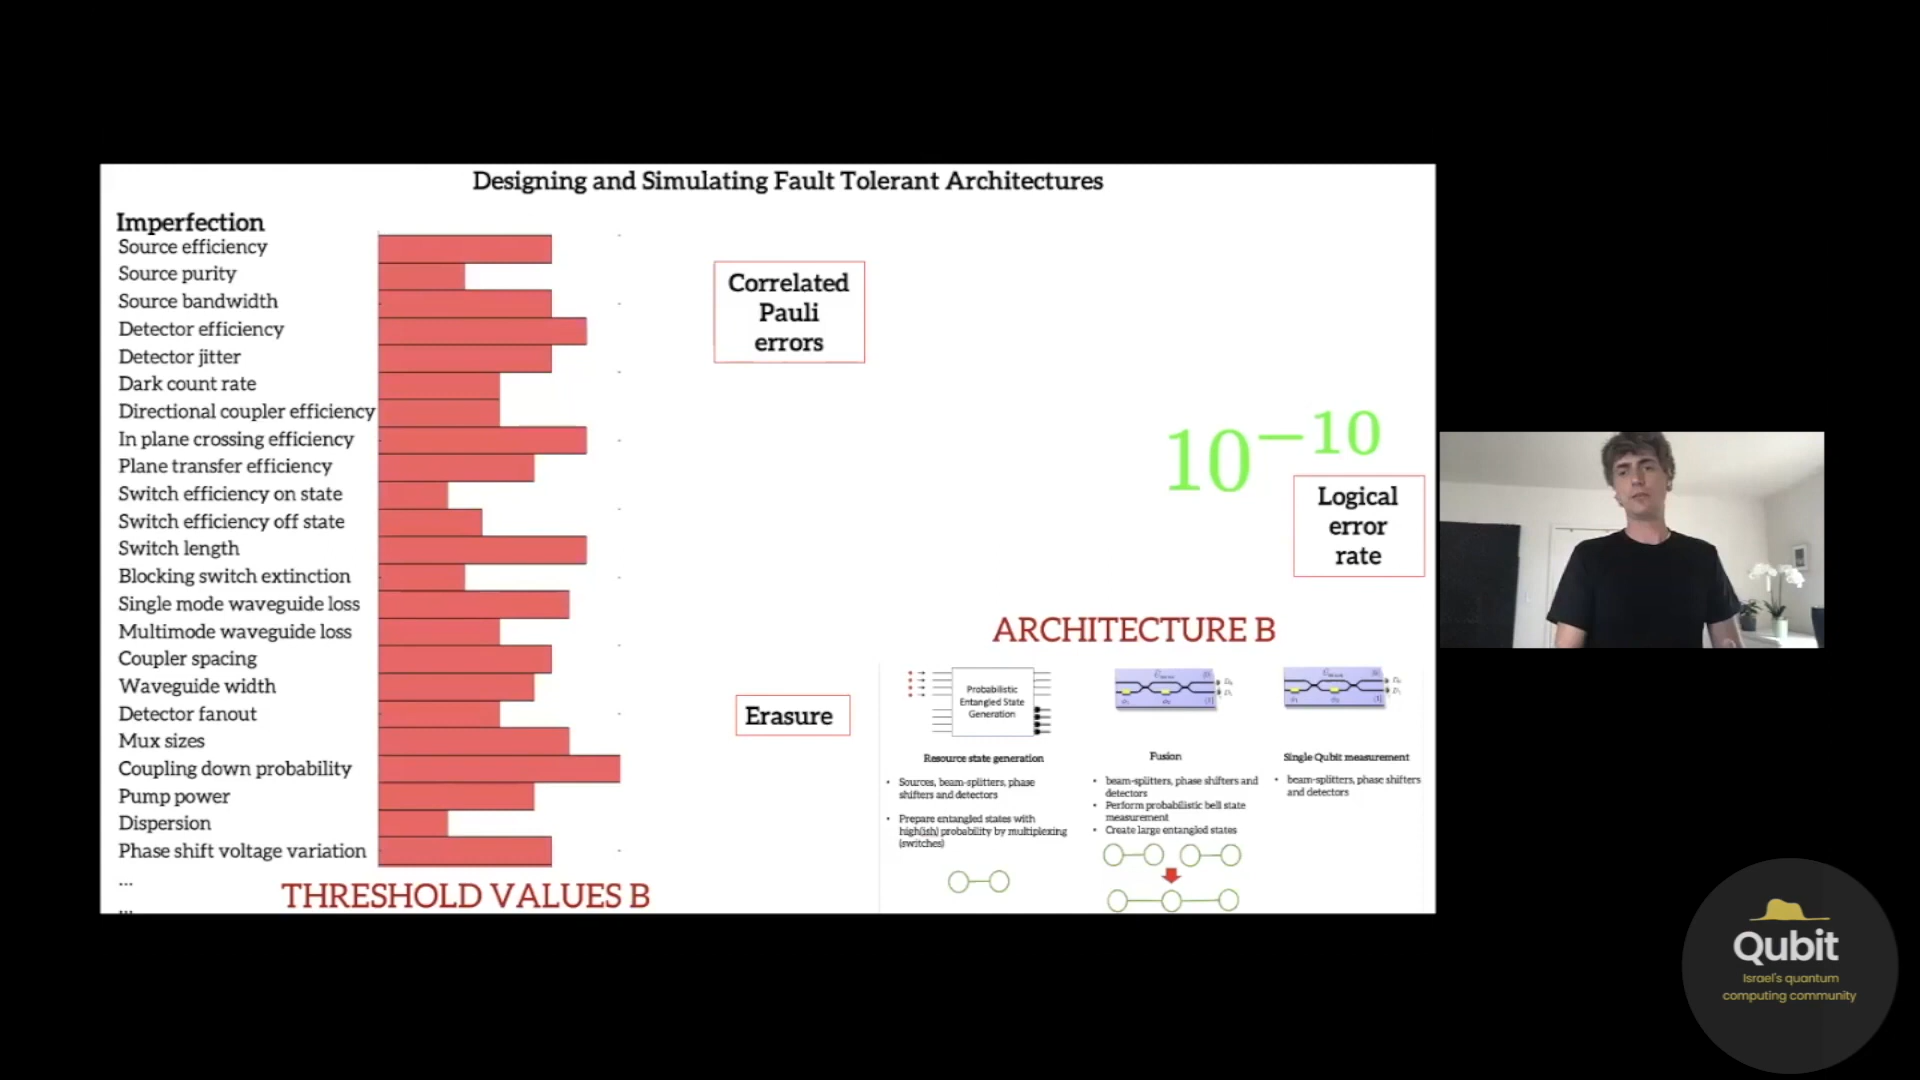 Designing and Simulating Fault Tolerant Architectures
Imperfection
Source efficiency
Source purity
Source bandwidth
Detector efficiency
Detector jitter
Dark count rate
Directional coupler efficiency
In plane crossing efficiency
Plane transfer efficiency
Switch efficiency on state
Switch efficiency off state
Switch length
Blocking switch extinction
Single mode waveguide loss
Multimode waveguide loss
Coupler spacing
Waveguide width
Detector fanout
Mux sizes
Coupling down probability
Pump power
Dispersion
Phase shift voltage variation
...
...
THRESHOLD VALUES B
Correlated
Pauli
errors
Erasure
10⁻¹⁰
Logical
error
rate
ARCHITECTURE B
Probabilistic
Entangled State
Generation
Resource state generation
• Sources, beam-splitters, phase
shifters and detectors
• Prepare entangled states with
high(ish) probability by multiplexing
(switches)
Fusion
• beam-splitters, phase shifters and
detectors
• Perform probabilistic bell state
measurement
• Create large entangled states
Single Qubit measurement
• beam-splitters, phase shifters
and detectors
Qubit
Israel's quantum
computing community